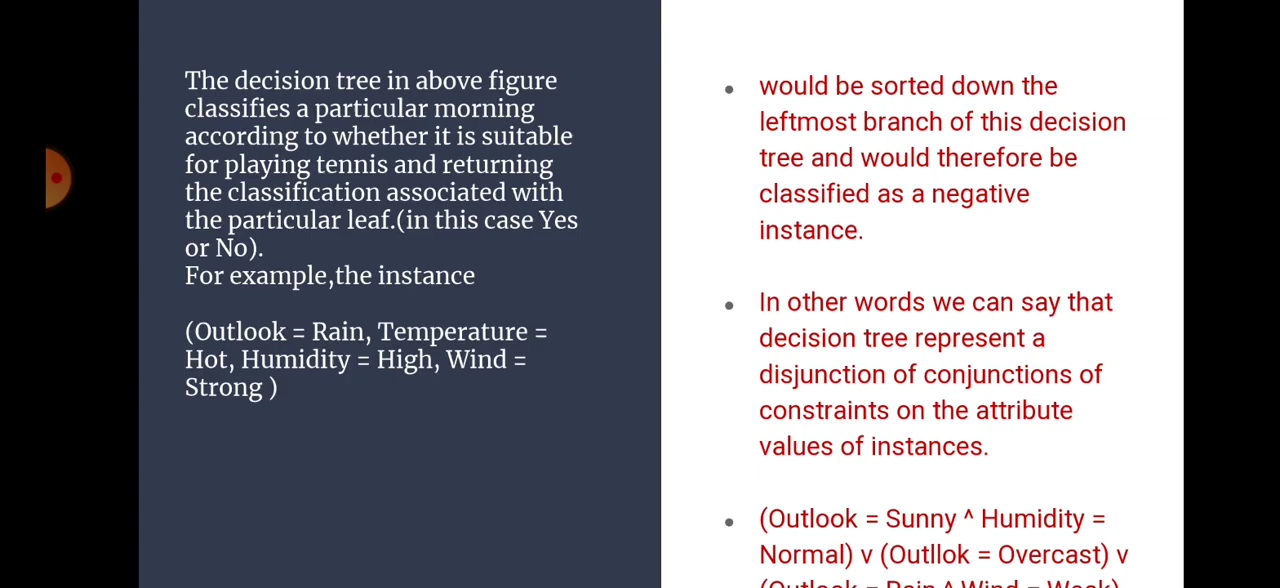 The decision tree in above figure
classifies a particular morning
according to whether it is suitable
for playing tennis and returning
the classification associated with
the particular leaf.(in this case Yes
or No).
For example,the instance
(Outlook = Rain, Temperature =
Hot, Humidity = High, Wind =
Strong )
would be sorted down the
leftmost branch of this decision
tree and would therefore be
classified as a negative
instance.
In other words we can say that
decision tree represent a
disjunction of conjunctions of
constraints on the attribute
values of instances.
(Outlook = Sunny ^ Humidity =
Normal) v (Outllok = Overcast) v
(Outlook = Rain ^ Wind = Weak)